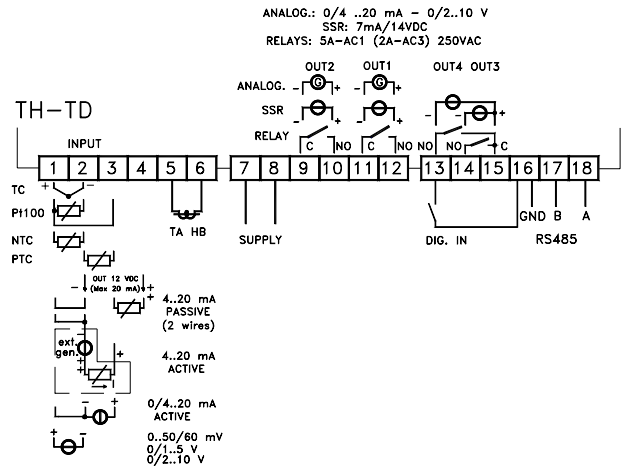 ANALOG.: 0/4 ..20 mA – 0/2..10 V
SSR: 7mA/14VDC
RELAYS: 5A-AC1 (2A-AC3) 250VAC
OUT2 OUT1 OUT4 OUT3
ANALOG. - G + - G +
SSR - + - + - - +
RELAY C NO C NO NO NO C
TH-TD
INPUT
1 2 3 4 5 6 7 8 9 10 11 12 13 14 15 16 17 18
TC + -
Pt100
NTC
PTC
TA HB
SUPPLY
DIG. IN
GND B A
RS485
OUT 12 VDC
(Max 20 mA)
- + +
4..20 mA
PASSIVE
(2 wires)
ext.
gen.
- + + +
I
4..20 mA
ACTIVE
- +
0/4..20 mA
ACTIVE
+ -
0..50/60 mV
0/1..5 V
0/2..10 V